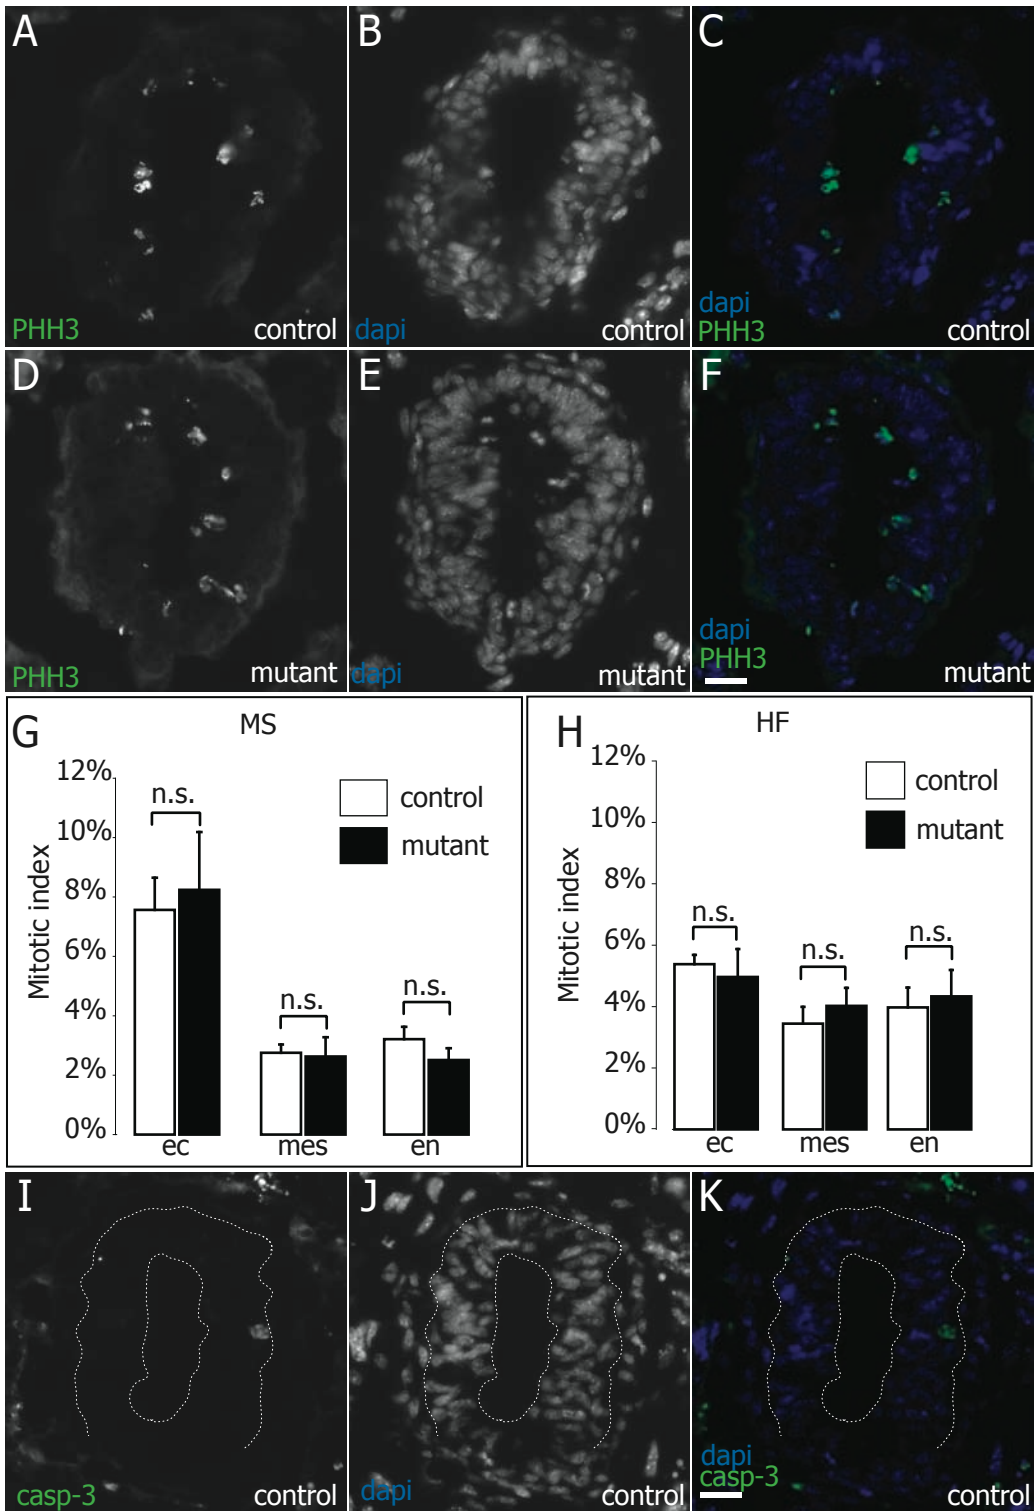 A
PHH3
control
B
dapi
control
C
dapi
PHH3
control
D
PHH3
mutant
E
dapi
mutant
F
dapi
PHH3
mutant
G
MS
Mitotic index
12%
10%
8%
6%
4%
2%
0%
n.s.
n.s.
n.s.
control
mutant
ec
mes
en
H
HF
Mitotic index
12%
10%
8%
6%
4%
2%
0%
n.s.
n.s.
n.s.
control
mutant
ec
mes
en
I
casp-3
control
J
dapi
control
K
dapi
casp-3
control